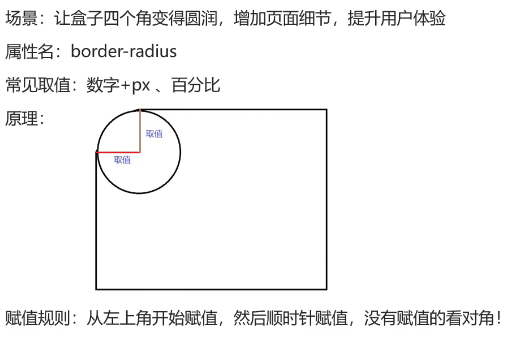 场景：让盒子四个角变得圆润，增加页面细节，提升用户体验
属性名：border-radius
常见取值：数字+px 、百分比
原理：
取值
取值
赋值规则：从左上角开始赋值，然后顺时针赋值，没有赋值的看对角！